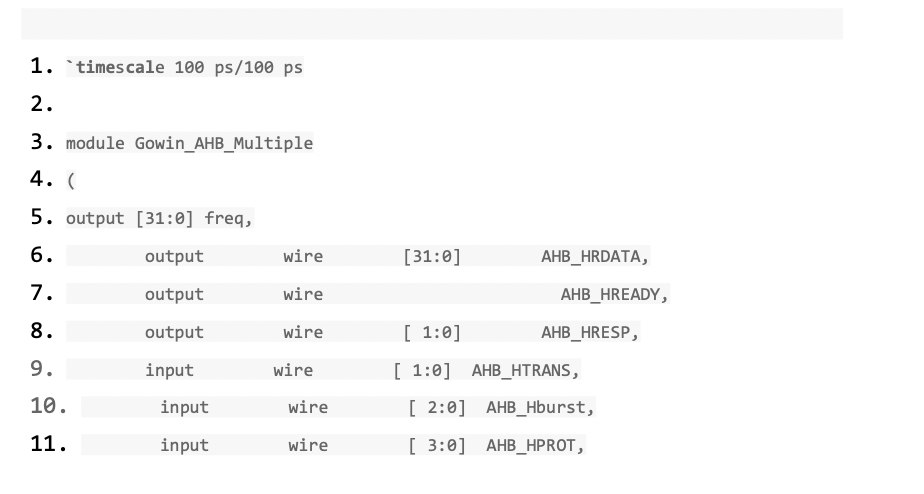 1. `timescale 100 ps/100 ps
2.
3. module Gowin_AHB_Multiple
4. (
5. output [31:0] freq,
6. output wire [31:0] AHB_HRDATA,
7. output wire AHB_HREADY,
8. output wire [ 1:0] AHB_HRESP,
9. input wire [ 1:0] AHB_HTRANS,
10. input wire [ 2:0] AHB_Hburst,
11. input wire [ 3:0] AHB_HPROT,